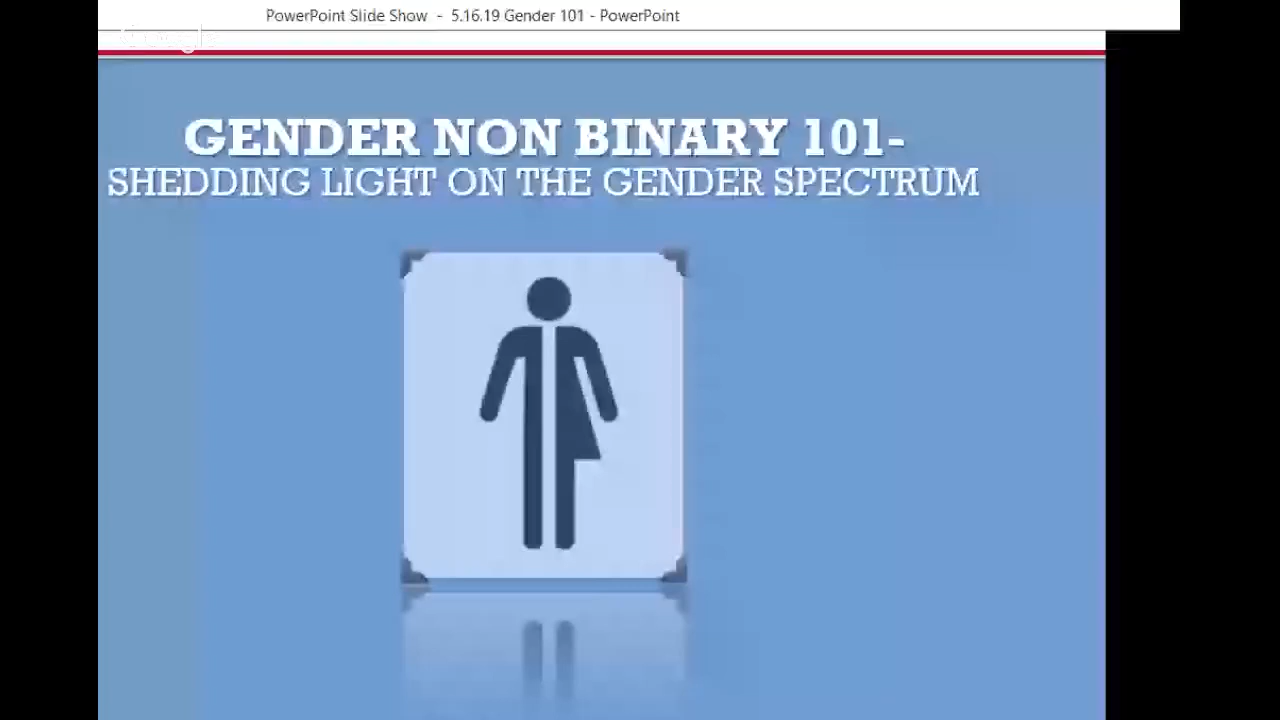 PowerPoint Slide Show - 5.16.19 Gender 101 - PowerPoint
Google
GENDER NON BINARY 101-
SHEDDING LIGHT ON THE GENDER SPECTRUM